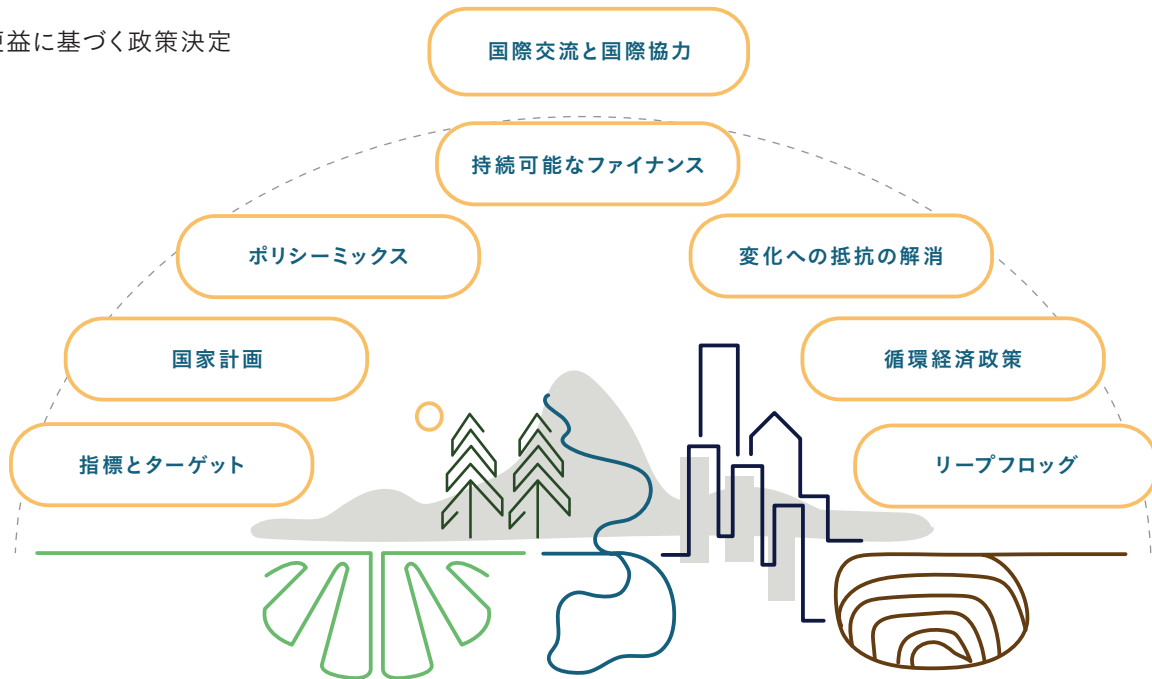 益に基づく政策決定
国際交流と国際協力
持続可能なファイナンス
ポリシーミックス
変化への抵抗の解消
国家計画
循環経済政策
指標とターゲット
リープフロッグ